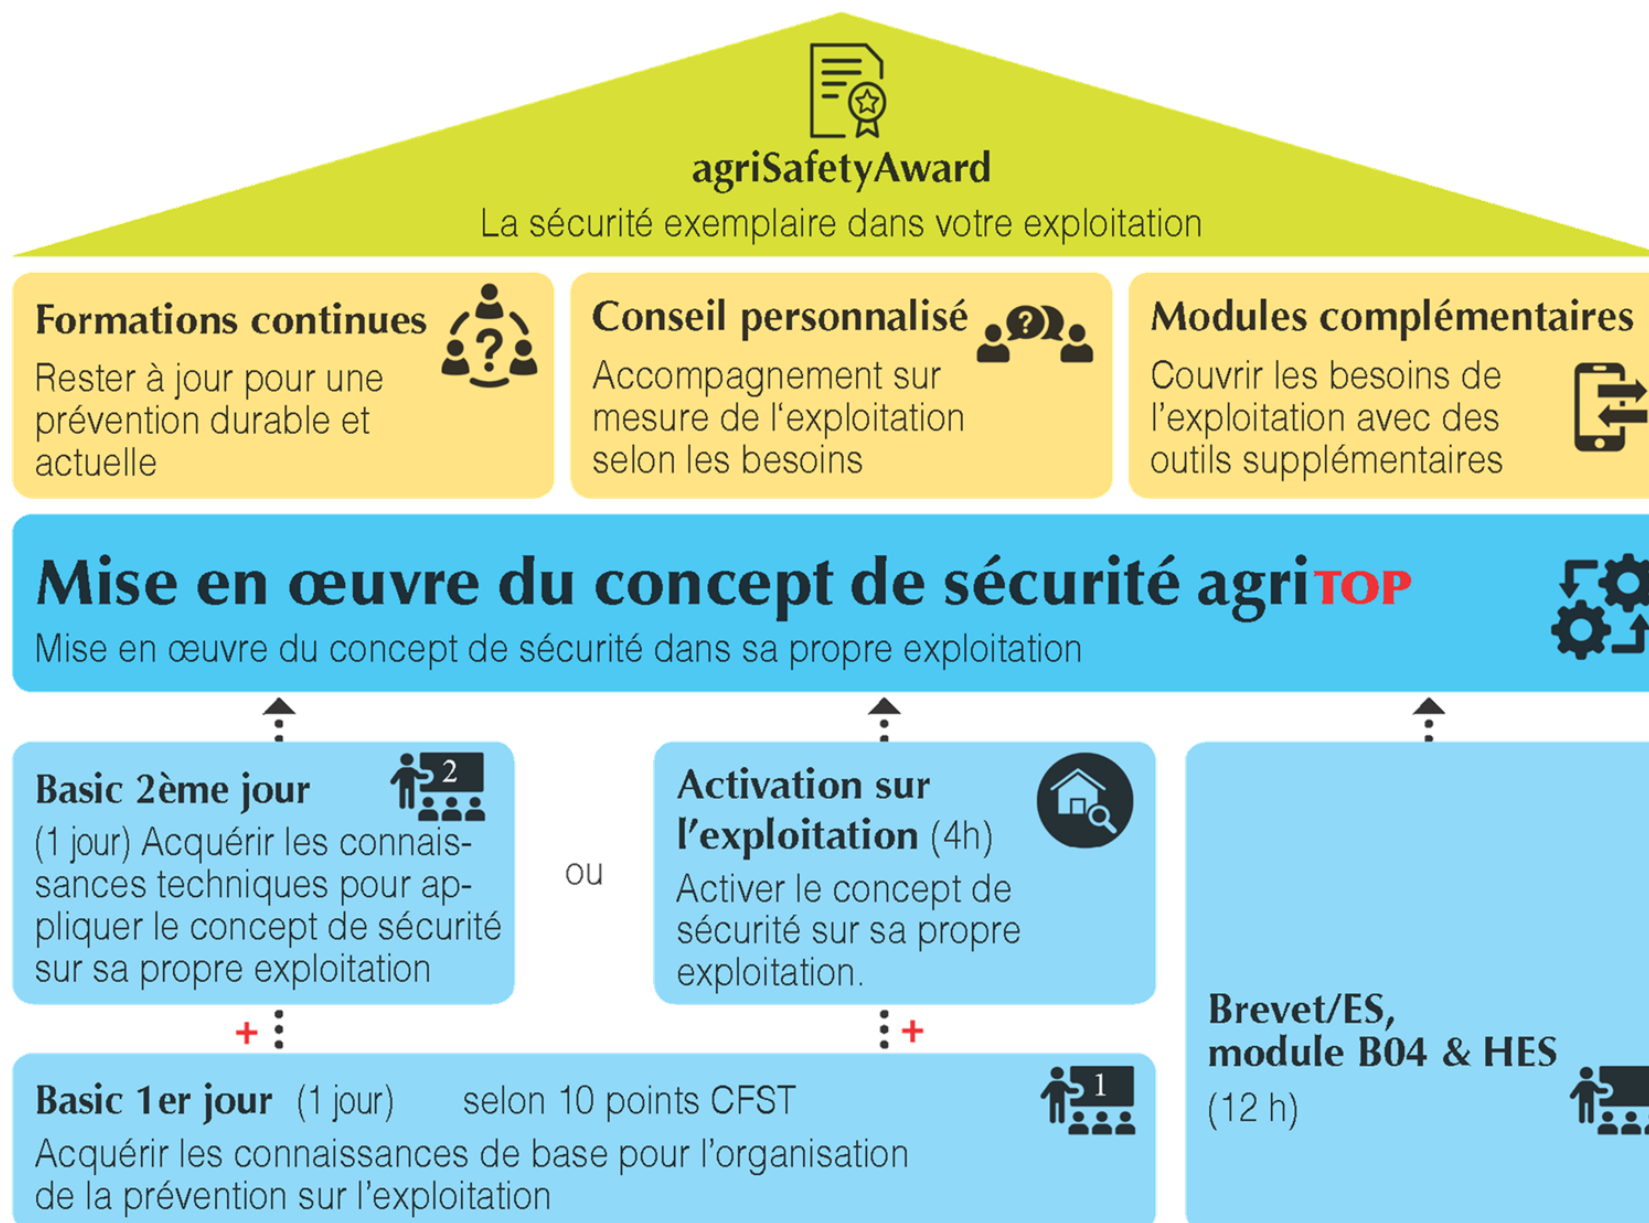 agriSafetyAward
La sécurité exemplaire dans votre exploitation
Formations continues
Rester à jour pour une
prévention durable et
actuelle
?
Conseil personnalisé
Accompagnement sur
mesure de l‘exploitation
selon les besoins
?
Modules complémentaires
Couvrir les besoins de
l’exploitation avec des
outils supplémentaires
Mise en œuvre du concept de sécurité agriTOP
Mise en œuvre du concept de sécurité dans sa propre exploitation
Basic 2ème jour
2
(1 jour) Acquérir les connais-
sances techniques pour ap-
pliquer le concept de sécurité
sur sa propre exploitation
ou
Activation sur
l’exploitation (4h)
Activer le concept de
sécurité sur sa propre
exploitation.
+
+
Basic 1er jour (1 jour) selon 10 points CFST
1
Acquérir les connaissances de base pour l’organisation
de la prévention sur l’exploitation
Brevet/ES,
module B04 & HES
(12 h)